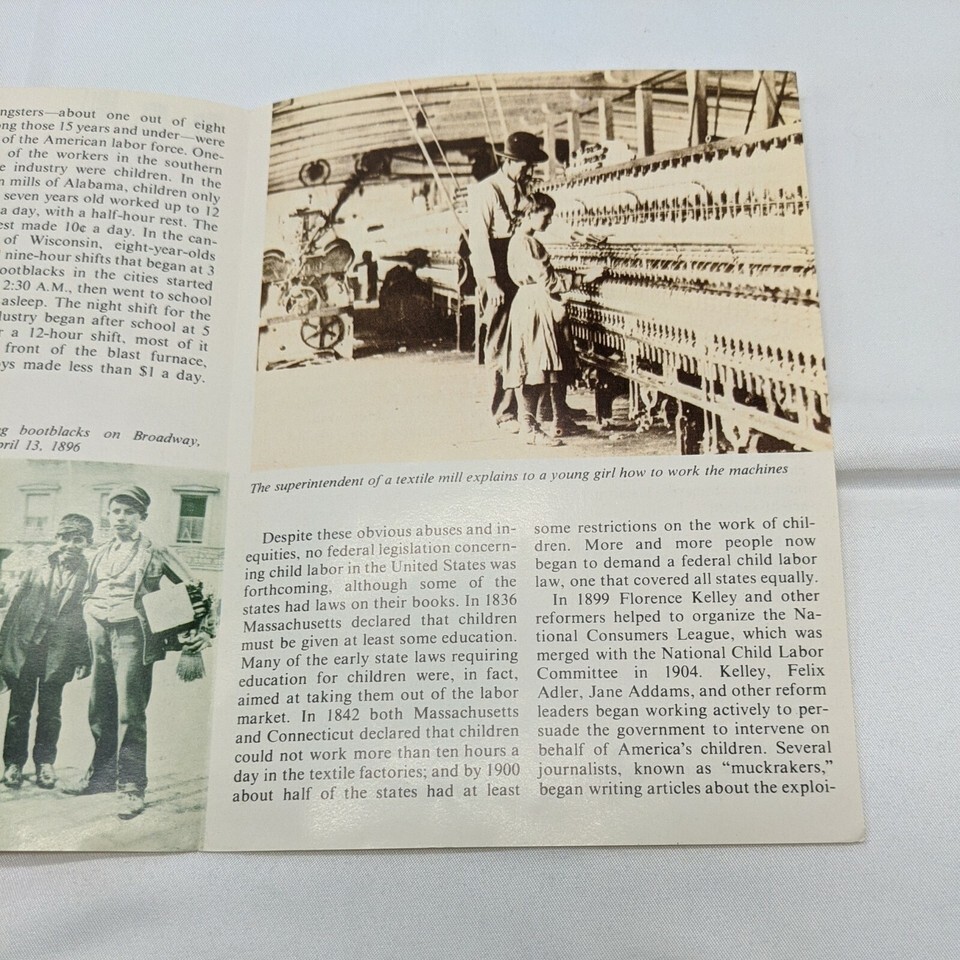 ngsters—about one out of eight
ong those 15 years and under—were
of the American labor force. One-
of the workers in the southern
e industry were children. In the
n mills of Alabama, children only
seven years old worked up to 12
a day, with a half-hour rest. The
est made 10¢ a day. In the can-
of Wisconsin, eight-year-olds
nine-hour shifts that began at 3
ootblacks in the cities started
2:30 A.M., then went to school
asleep. The night shift for the
dustry began after school at 5
r a 12-hour shift, most of it
front of the blast furnace,
ys made less than $1 a day.
g bootblacks on Broadway,
pril 13, 1896
The superintendent of a textile mill explains to a young girl how to work the machines
Despite these obvious abuses and in-
equities, no federal legislation concern-
ing child labor in the United States was
forthcoming, although some of the
states had laws on their books. In 1836
Massachusetts declared that children
must be given at least some education.
Many of the early state laws requiring
education for children were, in fact,
aimed at taking them out of the labor
market. In 1842 both Massachusetts
and Connecticut declared that children
could not work more than ten hours a
day in the textile factories; and by 1900
about half of the states had at least
some restrictions on the work of chil-
dren. More and more people now
began to demand a federal child labor
law, one that covered all states equally.
In 1899 Florence Kelley and other
reformers helped to organize the Na-
tional Consumers League, which was
merged with the National Child Labor
Committee in 1904. Kelley, Felix
Adler, Jane Addams, and other reform
leaders began working actively to per-
suade the government to intervene on
behalf of America's children. Several
journalists, known as "muckrakers,"
began writing articles about the exploi-